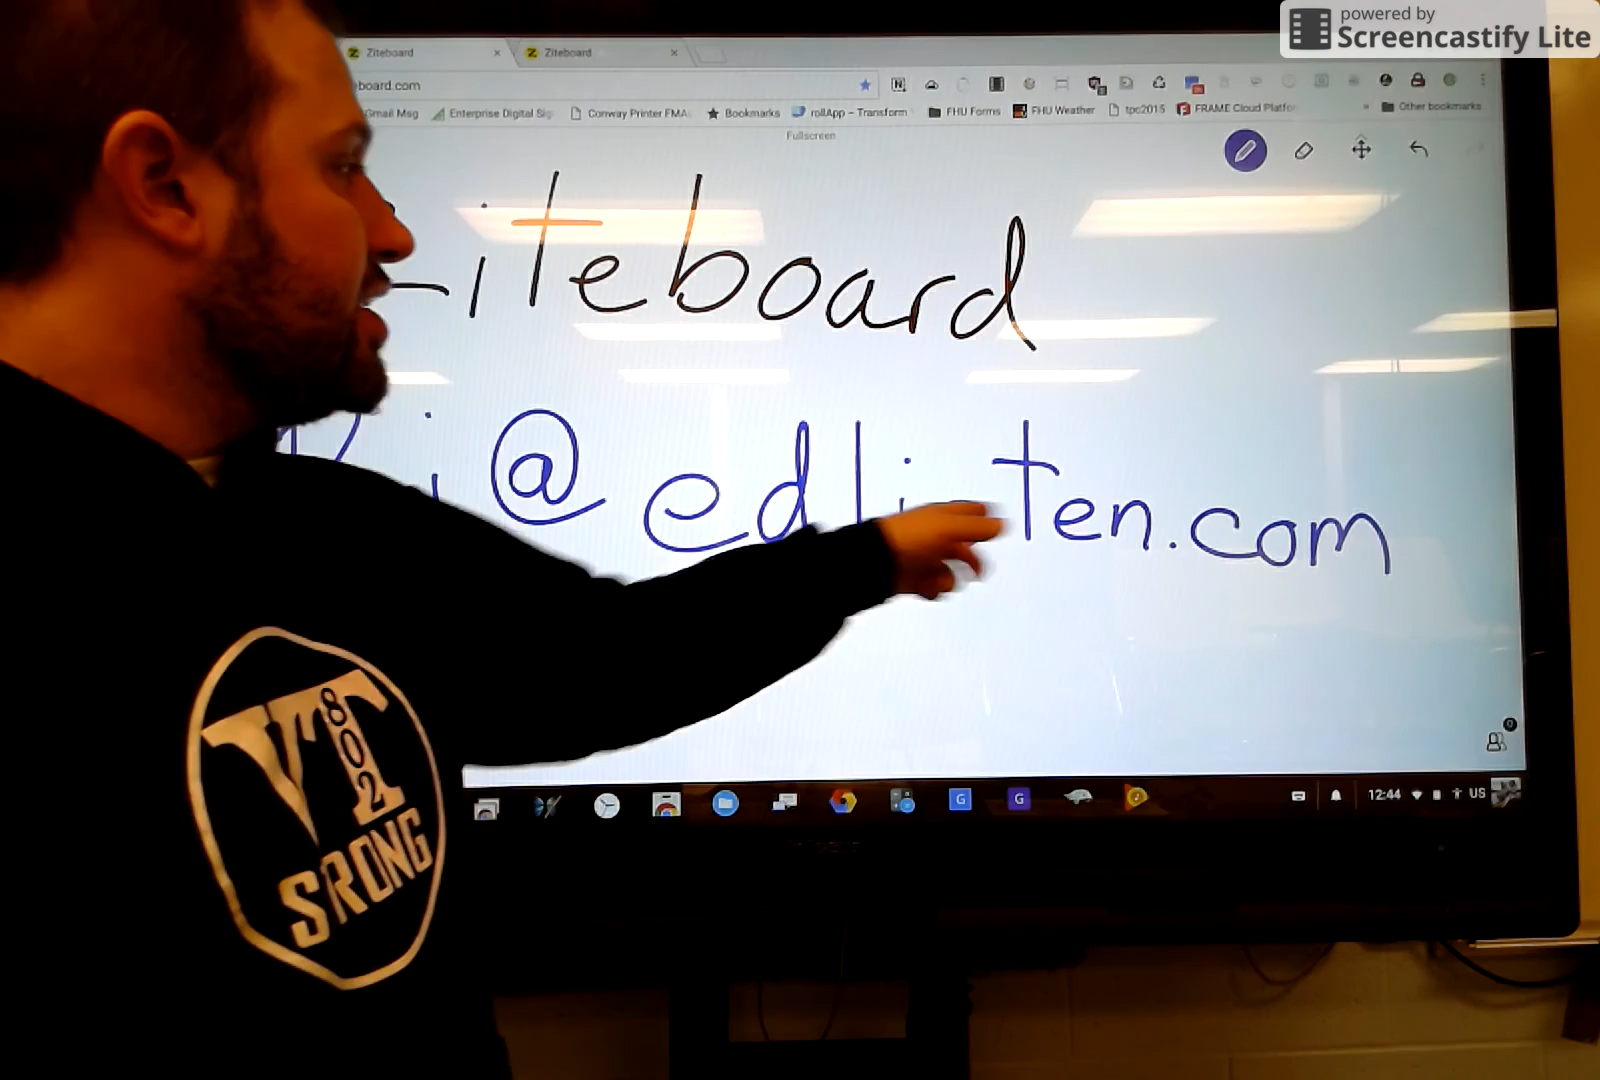 powered by
Screencastify Lite
Ziteboard × Ziteboard ×
board.com
Gmail Msg Enterprise Digital Sig Conway Printer FMA Bookmarks rollApp – Transform FHU Forms FHU Weather tpc2015 FRAME Cloud Platfo » Other bookmarks
Fullscreen
iteboard
i@edli ten.com
VT
802
SRONG
G G
12:44 US